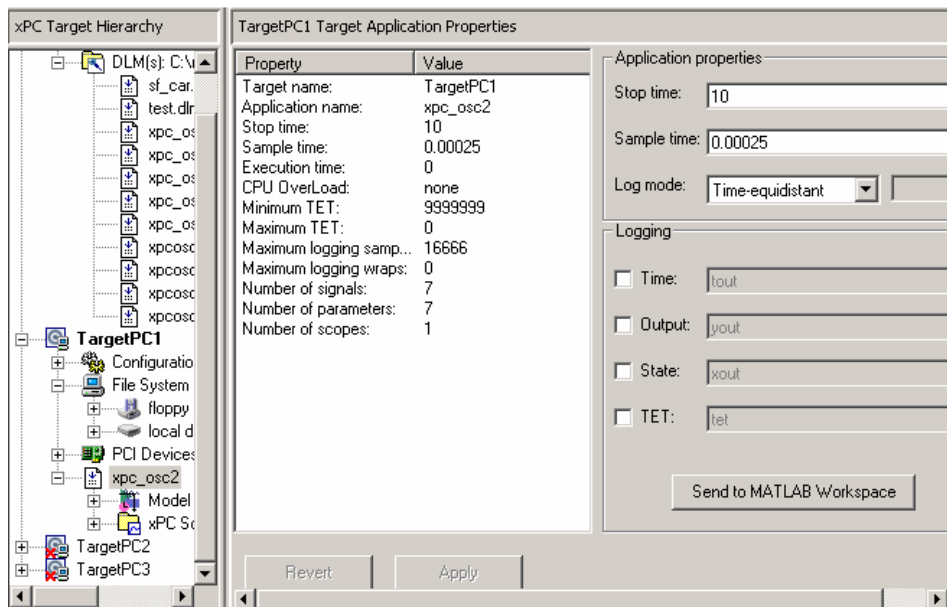 xPC Target Hierarchy
DLM(s): C:\
sf_car.
test.dlm
xpc_os
xpc_os
xpc_os
xpc_os
xpc_os
xpcosc
xpcosc
xpcosc
xpcosc
TargetPC1
Configuratio
File System
floppy
local d
PCI Devices
xpc_osc2
Model
xPC Sc
TargetPC2
TargetPC3
TargetPC1 Target Application Properties
Property Value
Target name: TargetPC1
Application name: xpc_osc2
Stop time: 10
Sample time: 0.00025
Execution time: 0
CPU OverLoad: none
Minimum TET: 9999999
Maximum TET: 0
Maximum logging samp... 16666
Maximum logging wraps: 0
Number of signals: 7
Number of parameters: 7
Number of scopes: 1
Revert Apply
Application properties
Stop time: 10
Sample time: 0.00025
Log mode: Time-equidistant
Logging
Time: tout
Output: yout
State: xout
TET: tet
Send to MATLAB Workspace